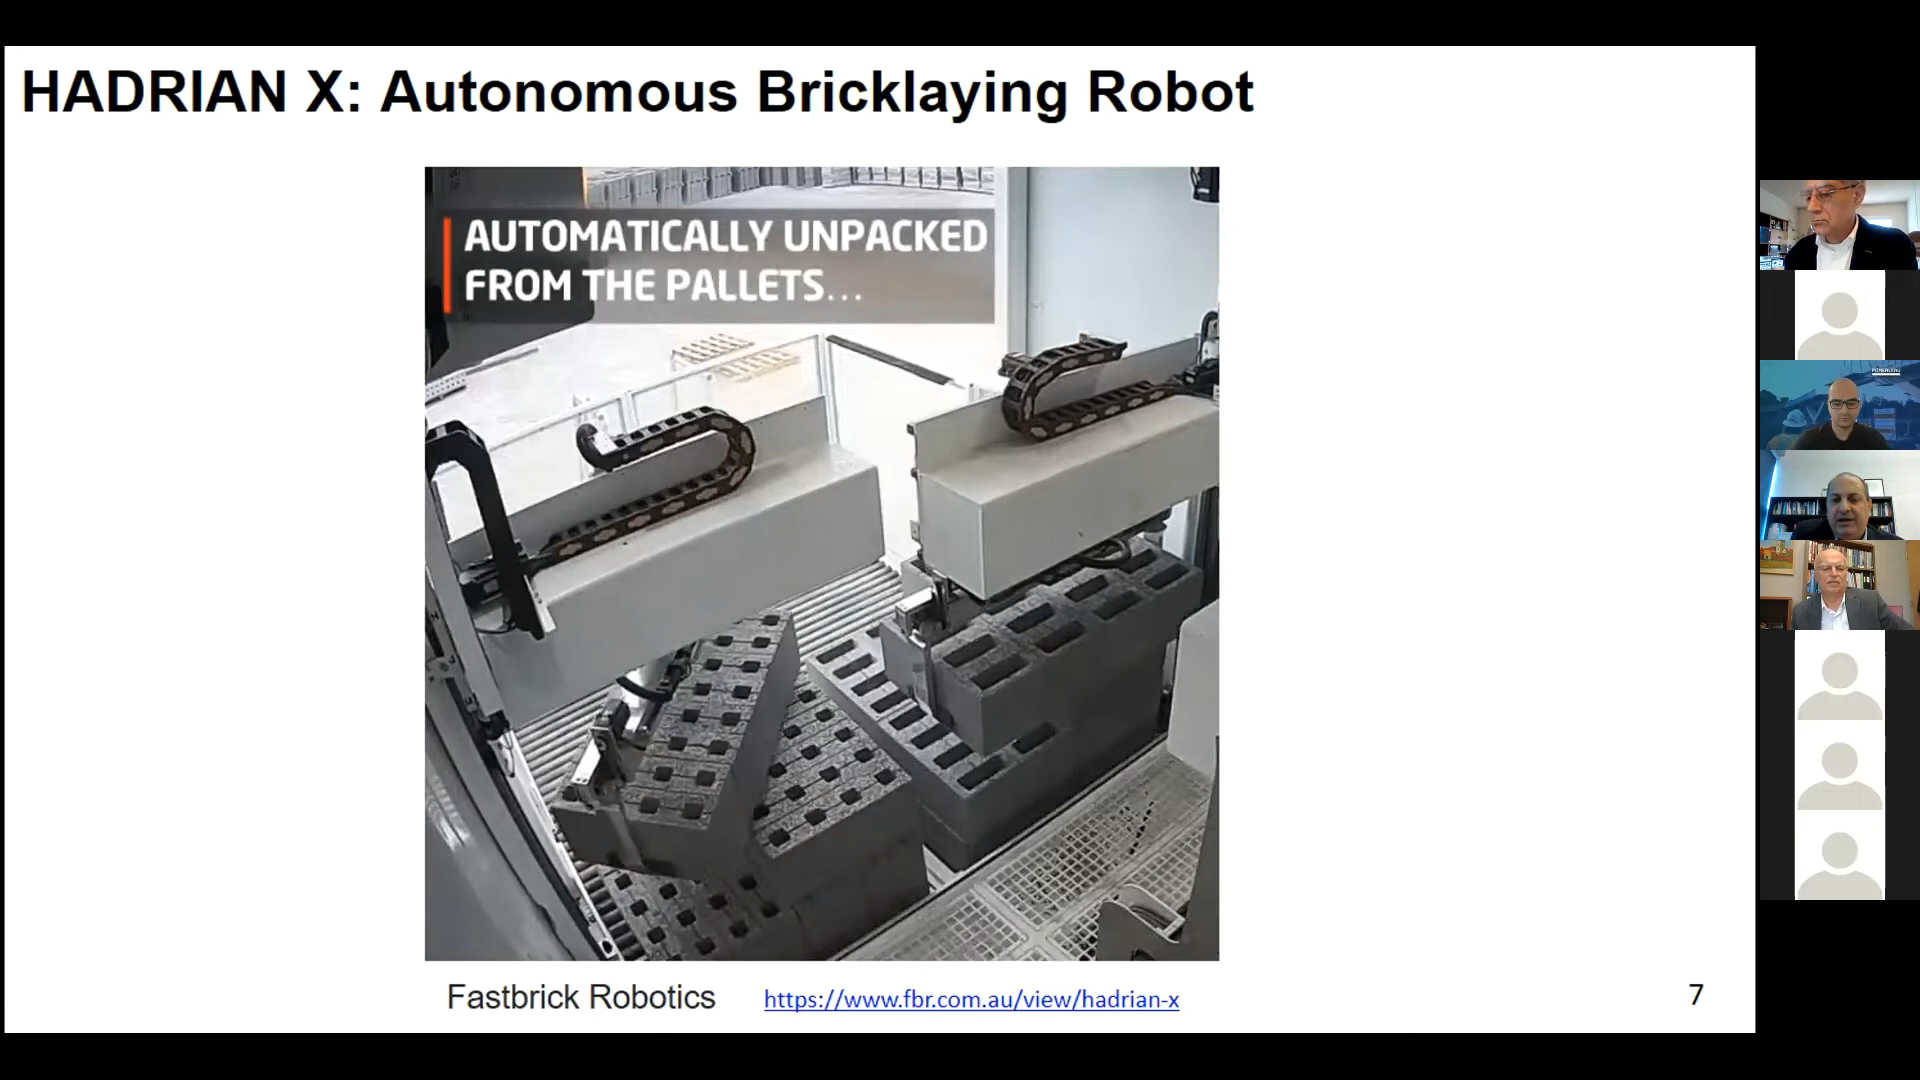 HADRIAN X: Autonomous Bricklaying Robot
AUTOMATICALLY UNPACKED
FROM THE PALLETS...
Fastbrick Robotics
https://www.fbr.com.au/view/hadrian-x
7
POMERLEAU